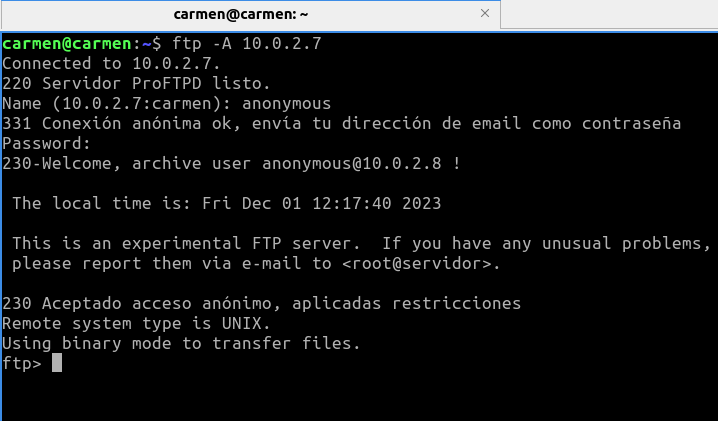 carmen@carmen: ~ ×
carmen@carmen:~$ ftp -A 10.0.2.7
Connected to 10.0.2.7.
220 Servidor ProFTPD listo.
Name (10.0.2.7:carmen): anonymous
331 Conexión anónima ok, envía tu dirección de email como contraseña
Password:
230-Welcome, archive user anonymous@10.0.2.8 !
The local time is: Fri Dec 01 12:17:40 2023
This is an experimental FTP server.  If you have any unusual problems,
please report them via e-mail to <root@servidor>.
230 Aceptado acceso anónimo, aplicadas restricciones
Remote system type is UNIX.
Using binary mode to transfer files.
ftp>